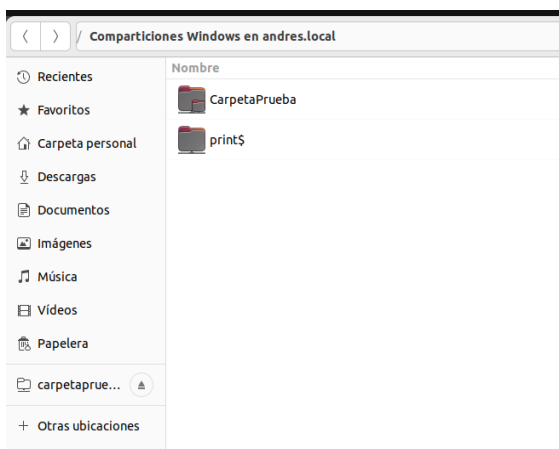 / Comparticiones Windows en andres.local
Recientes
Favoritos
Carpeta personal
Descargas
Documentos
Imágenes
Música
Vídeos
Papelera
carpetaprue...
+ Otras ubicaciones
Nombre
CarpetaPrueba
print$